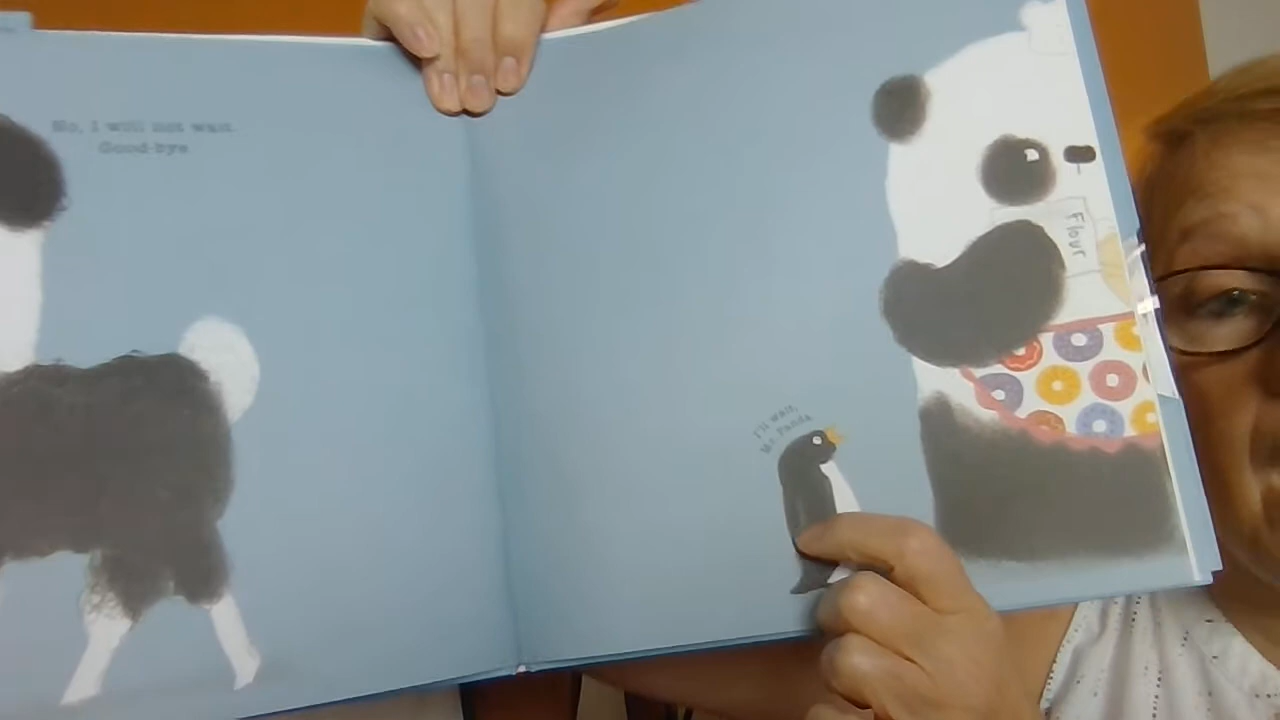 No, I will not wait.
Good-bye
I'll wait,
Mr. Panda
Flour